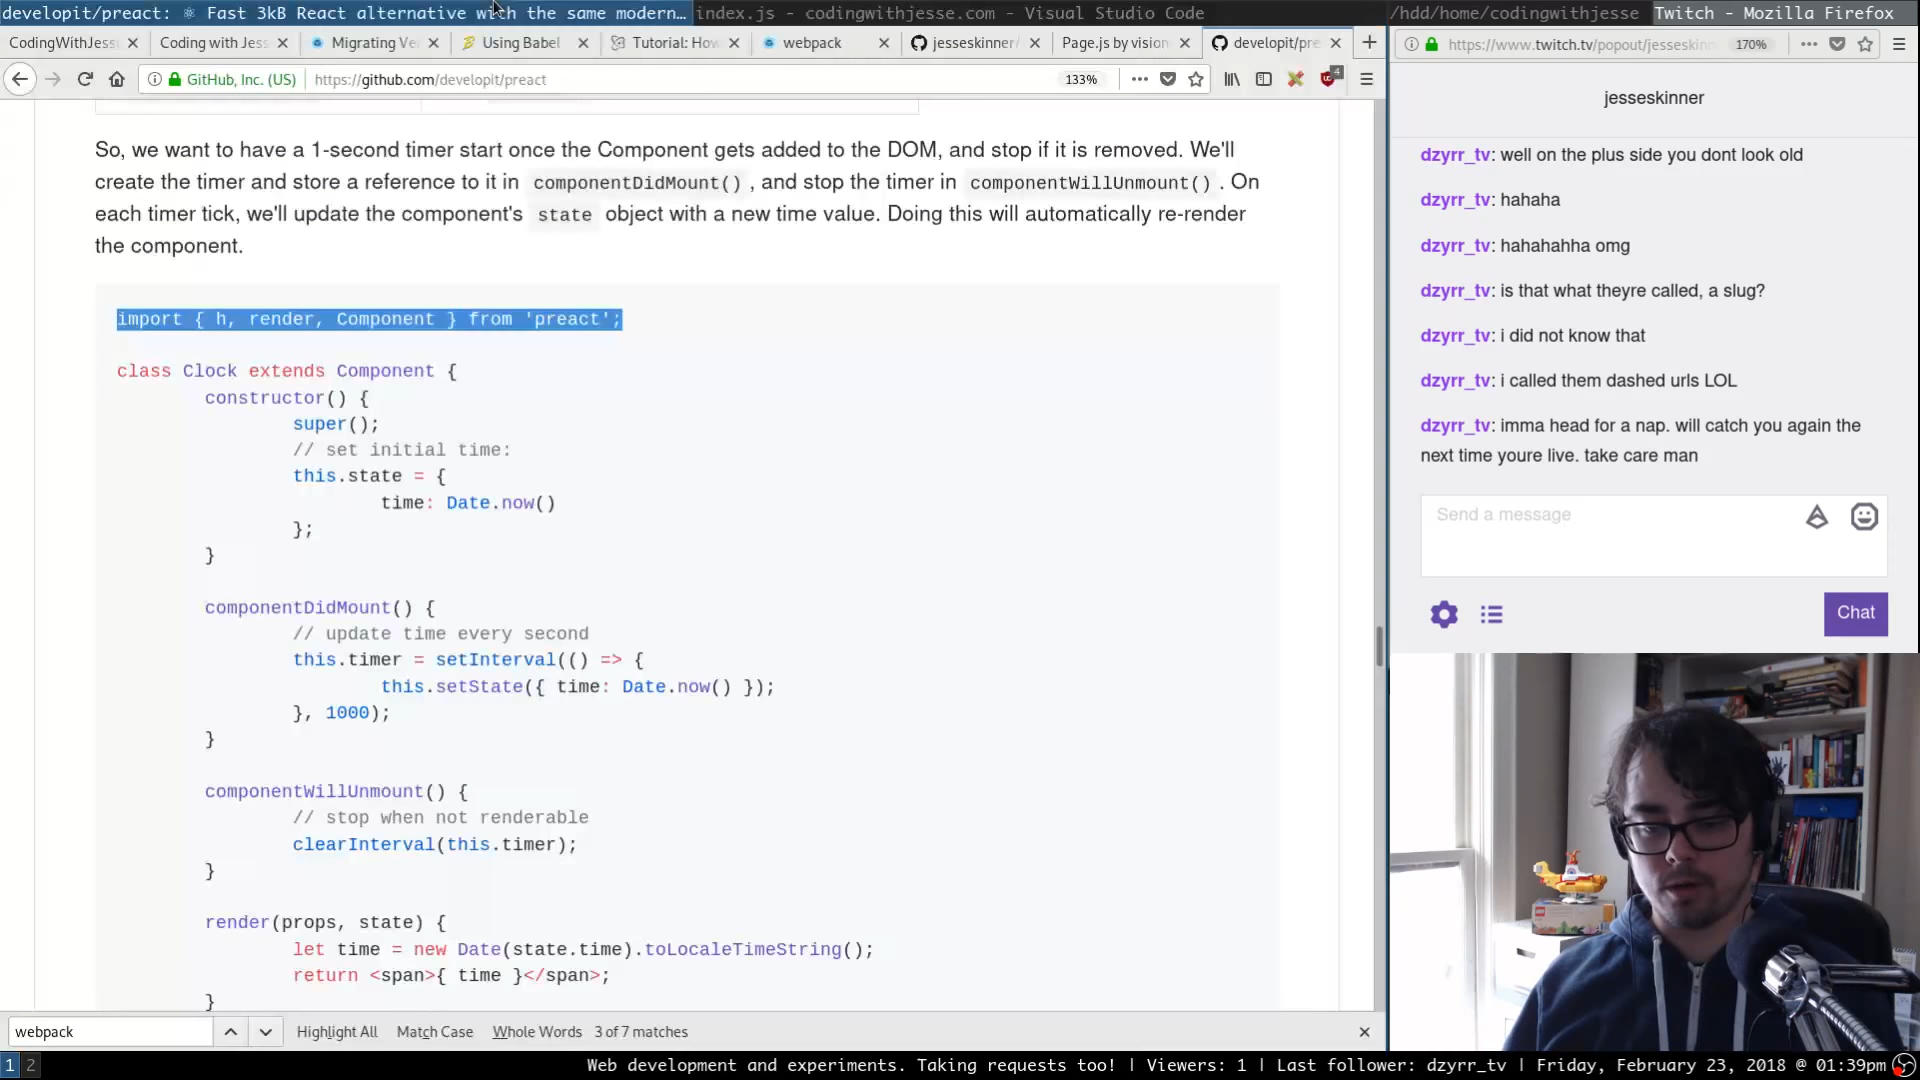 developit/preact: ⚛ Fast 3kB React alternative with the same modern…
index.js - codingwithjesse.com - Visual Studio Code
/hdd/home/codingwithjesse
Twitch - Mozilla Firefox
CodingWithJess
Coding with Jess
Migrating Ve
Using Babel
Tutorial: How
webpack
jesseskinner/
Page.js by vision
developit/pre
GitHub, Inc. (US)
https://github.com/developit/preact
133%
4
https://www.twitch.tv/popout/jesseskinn
170%
So, we want to have a 1-second timer start once the Component gets added to the DOM, and stop if it is removed. We'll
create the timer and store a reference to it in componentDidMount() , and stop the timer in componentWillUnmount() . On
each timer tick, we'll update the component's state object with a new time value. Doing this will automatically re-render
the component.
import { h, render, Component } from 'preact';
class Clock extends Component {
constructor() {
super();
// set initial time:
this.state = {
time: Date.now()
};
}
componentDidMount() {
// update time every second
this.timer = setInterval(() => {
this.setState({ time: Date.now() });
}, 1000);
}
componentWillUnmount() {
// stop when not renderable
clearInterval(this.timer);
}
render(props, state) {
let time = new Date(state.time).toLocaleTimeString();
return <span>{ time }</span>;
}
webpack
Highlight All
Match Case
Whole Words
3 of 7 matches
jesseskinner
dzyrr_tv: well on the plus side you dont look old
dzyrr_tv: hahaha
dzyrr_tv: hahahahha omg
dzyrr_tv: is that what theyre called, a slug?
dzyrr_tv: i did not know that
dzyrr_tv: i called them dashed urls LOL
dzyrr_tv: imma head for a nap. will catch you again the
next time youre live. take care man
Send a message
Chat
1 2
Web development and experiments. Taking requests too! | Viewers: 1 | Last follower: dzyrr_tv | Friday, February 23, 2018 @ 01:39pm